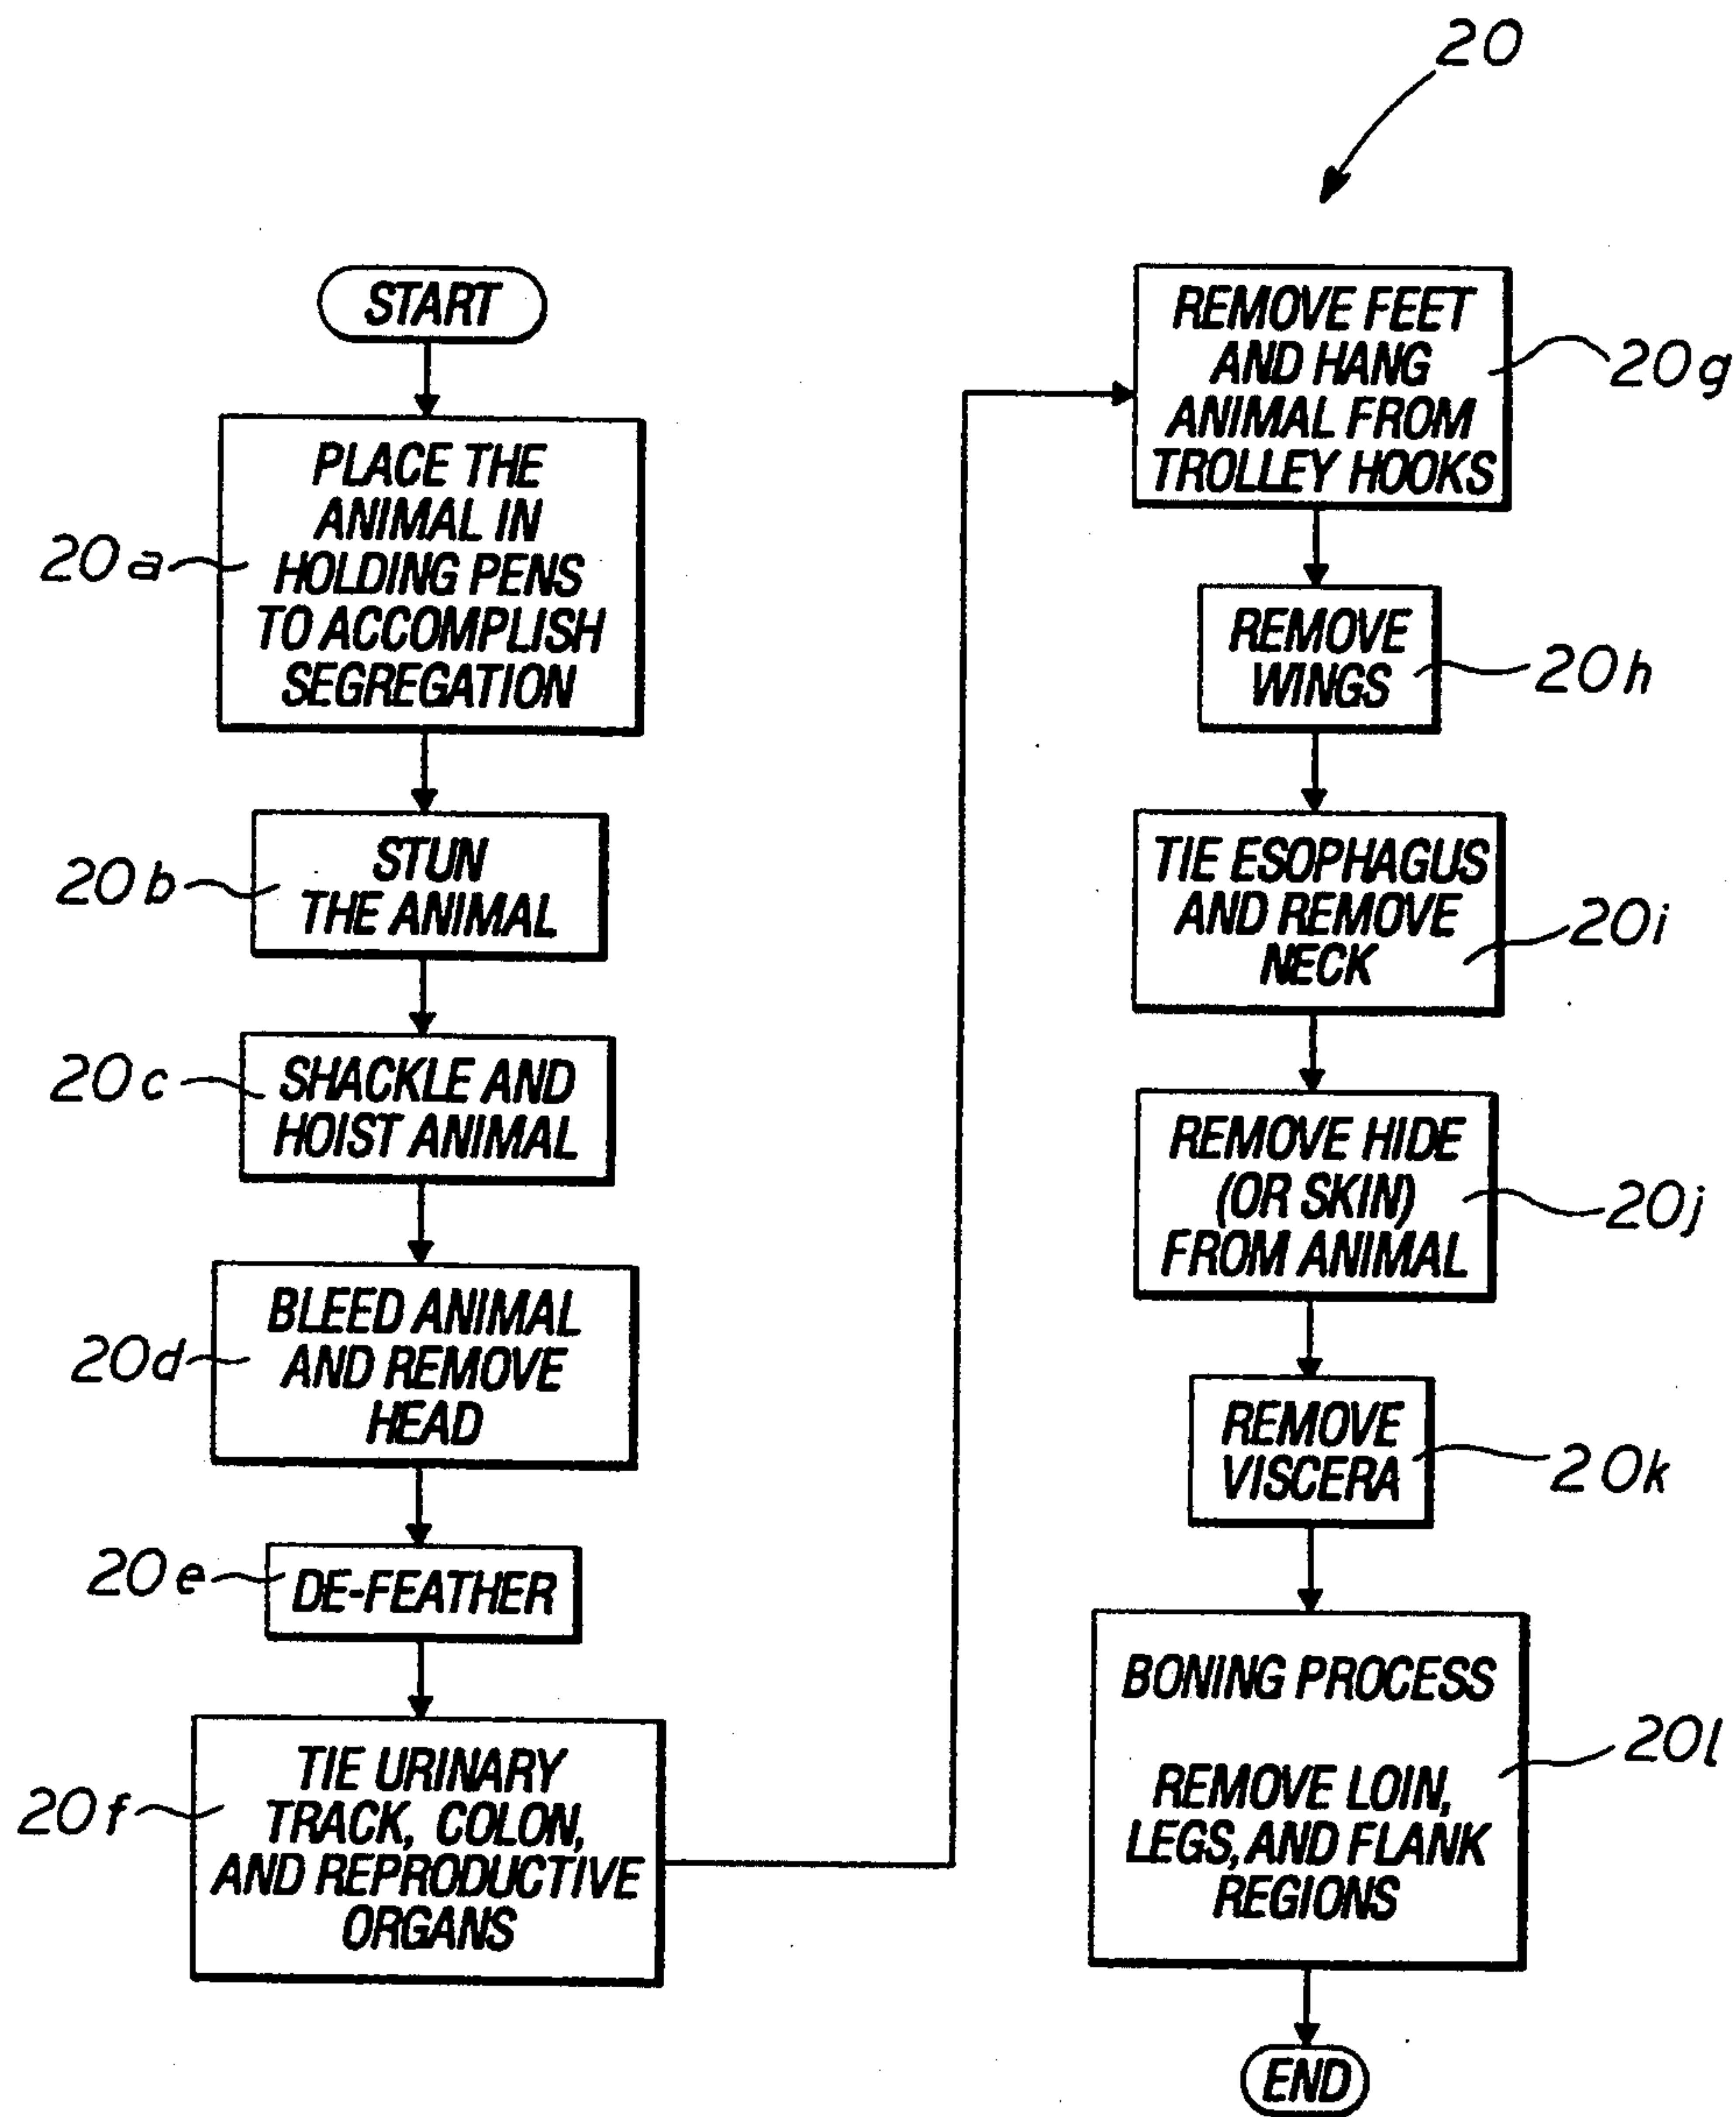 20
START
PLACE THE
ANIMAL IN
HOLDING PENS
TO ACCOMPLISH
SEGREGATION
20a
STUN
THE ANIMAL
20b
SHACKLE AND
HOIST ANIMAL
20c
BLEED ANIMAL
AND REMOVE
HEAD
20d
DE-FEATHER
20e
TIE URINARY
TRACK, COLON,
AND REPRODUCTIVE
ORGANS
20f
REMOVE FEET
AND HANG
ANIMAL FROM
TROLLEY HOOKS
20g
REMOVE
WINGS
20h
TIE ESOPHAGUS
AND REMOVE
NECK
20i
REMOVE HIDE
(OR SKIN)
FROM ANIMAL
20j
REMOVE
VISCERA
20k
BONING PROCESS
REMOVE LOIN,
LEGS, AND FLANK
REGIONS
20l
END